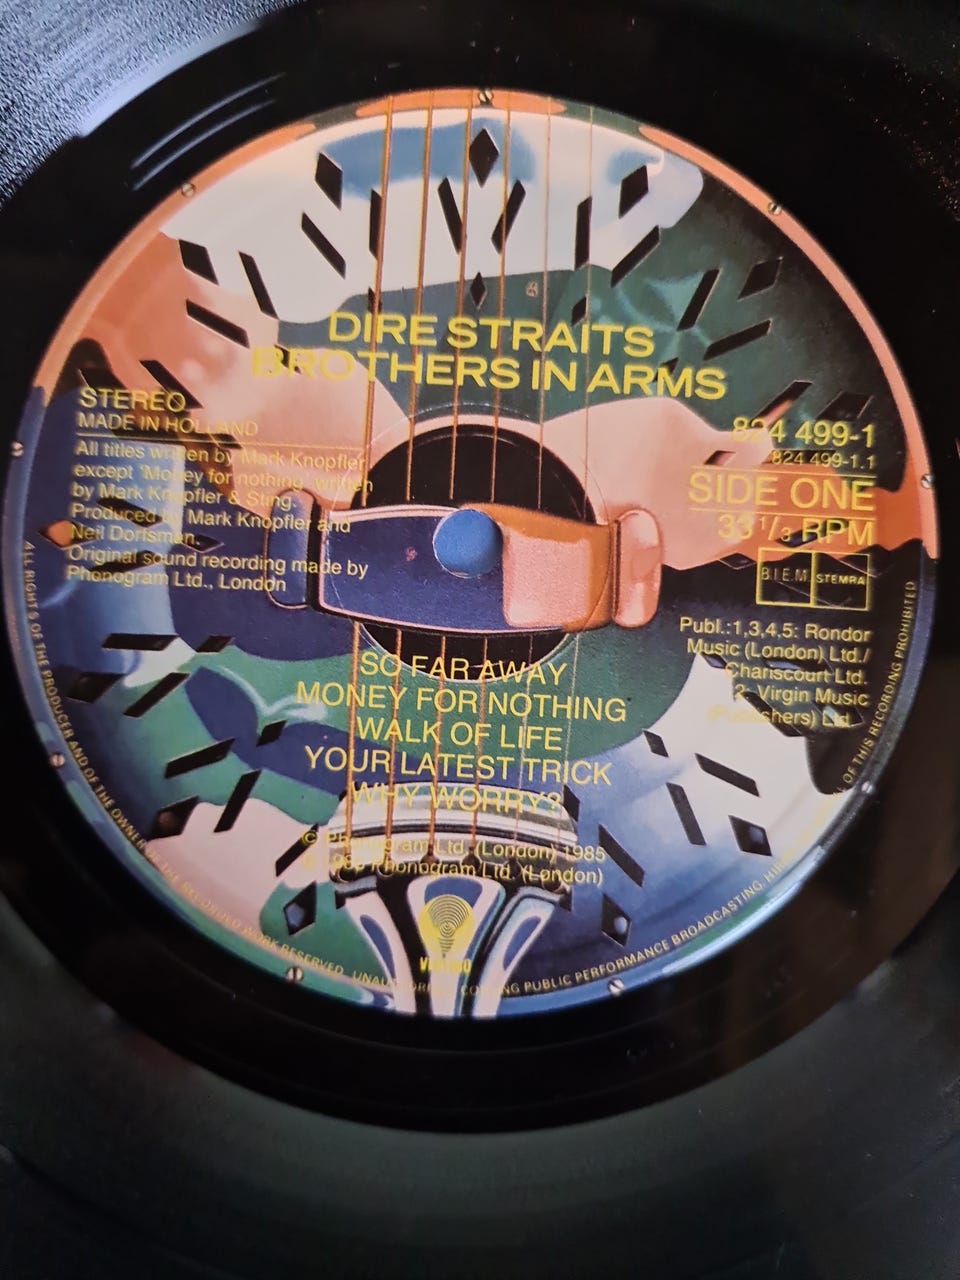 DIRE STRAITS
BROTHERS IN ARMS
STEREO
MADE IN HOLLAND
All titles written by Mark Knopfler
except 'Money for nothing' written
by Mark Knopfler & Sting.
Produced by Mark Knopfler and
Neil Dorfsman.
Original sound recording made by
Phonogram Ltd., London
824 499-1
824 499-1.1
SIDE ONE
33 1/3 RPM
B.I.E.M. STEMRA
Publ.:1,3,4,5: Rondor
Music (London) Ltd./
Chariscourt Ltd.
2. Virgin Music
(Publishers) Ltd.
SO FAR AWAY
MONEY FOR NOTHING
WALK OF LIFE
YOUR LATEST TRICK
WHY WORRY?
© Phonogram Ltd. (London) 1985
1985 Phonogram Ltd. (London)
VERTIGO
ALL RIGHTS OF THE PRODUCER AND OF THE OWNER OF THE RECORDED WORK RESERVED. UNAUTHORISED COPYING PUBLIC PERFORMANCE BROADCASTING, HIRING OF THIS RECORDING PROHIBITED